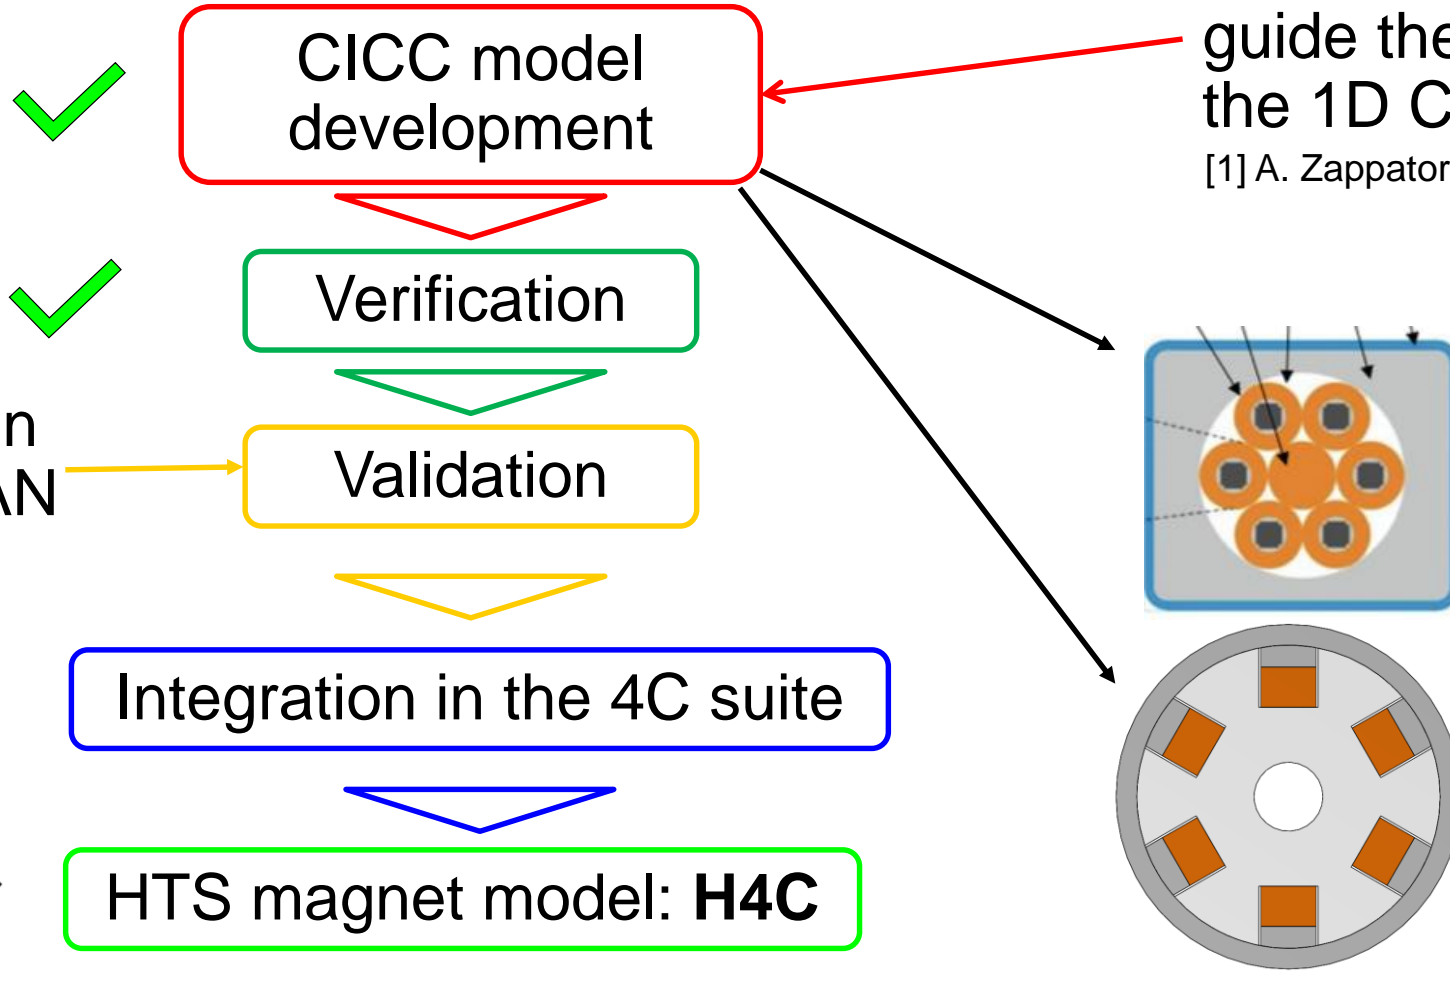 CICC model
development
guide the
the 1D C
[1] A. Zappator
Verification
n
AN
Validation
Integration in the 4C suite
HTS magnet model: H4C